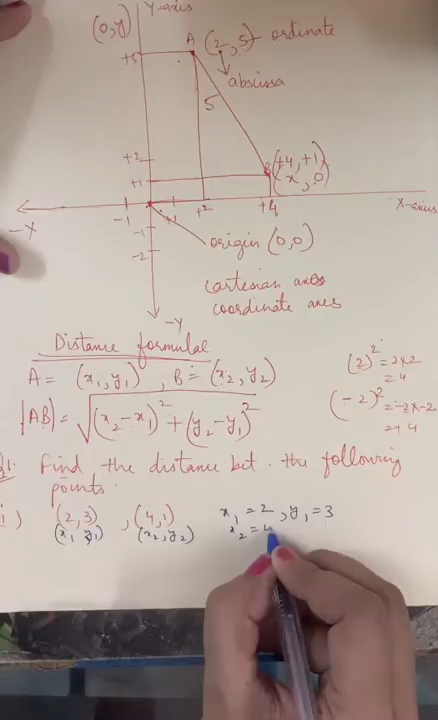 Y-axis
(0,y)
A (2,5) ordinate
+5
abscissa
5
+2
B (+4,+1)
+1
(x, 0)
-1 +1 +2 +4 X-axis
-X
-1
origin (0,0)
-2
cartesian axes
coordinate axes
-Y
Distance formulal
(2)² = 2×2
= 4
A = (x₁, y₁), B = (x₂, y₂)
(-2)² = -2×-2
= +4
|AB| = √(x₂-x₁)² + (y₂-y₁)²
Q1. Find the distance bet. the following
points.
i) (2,3) , (4,1) x₁ = 2, y₁ = 3
(x₁ y₁) (x₂, y₂) x₂ = 4